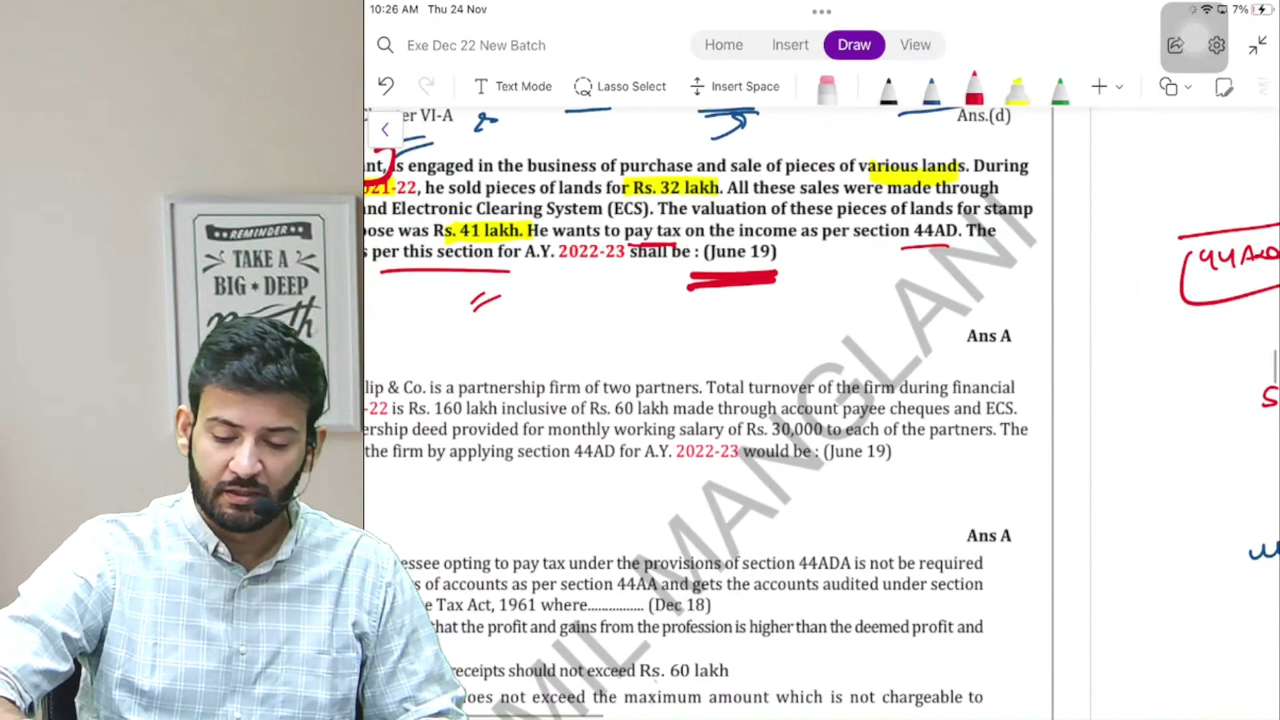 10:26 AM Thu 24 Nov
7%
Exe Dec 22 New Batch
Home Insert Draw View
Text Mode Lasso Select Insert Space
er VI-A
Ans.(d)
nt, is engaged in the business of purchase and sale of pieces of various lands. During
021-22, he sold pieces of lands for Rs. 32 lakh. All these sales were made through
nd Electronic Clearing System (ECS). The valuation of these pieces of lands for stamp
ose was Rs. 41 lakh. He wants to pay tax on the income as per section 44AD. The
s per this section for A.Y. 2022-23 shall be : (June 19)
REMINDER
TAKE A
BIG DEEP
Ans A
lip & Co. is a partnership firm of two partners. Total turnover of the firm during financial
-22 is Rs. 160 lakh inclusive of Rs. 60 lakh made through account payee cheques and ECS.
ership deed provided for monthly working salary of Rs. 30,000 to each of the partners. The
the firm by applying section 44AD for A.Y. 2022-23 would be : (June 19)
Ans A
essee opting to pay tax under the provisions of section 44ADA is not be required
s of accounts as per section 44AA and gets the accounts audited under section
e Tax Act, 1961 where................ (Dec 18)
that the profit and gains from the profession is higher than the deemed profit and
receipts should not exceed Rs. 60 lakh
oes not exceed the maximum amount which is not chargeable to
MANGLANI